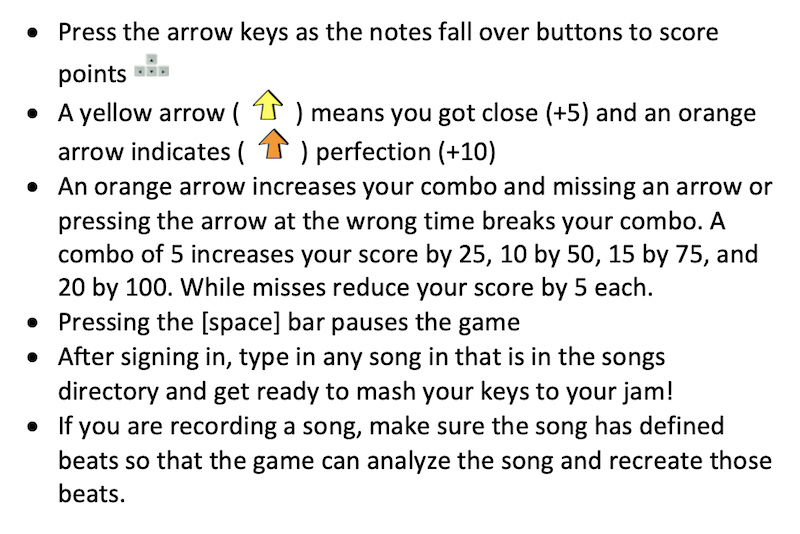 • Press the arrow keys as the notes fall over buttons to score
points
• A yellow arrow ( ) means you got close (+5) and an orange
arrow indicates ( ) perfection (+10)
• An orange arrow increases your combo and missing an arrow or
pressing the arrow at the wrong time breaks your combo. A
combo of 5 increases your score by 25, 10 by 50, 15 by 75, and
20 by 100. While misses reduce your score by 5 each.
• Pressing the [space] bar pauses the game
• After signing in, type in any song in that is in the songs
directory and get ready to mash your keys to your jam!
• If you are recording a song, make sure the song has defined
beats so that the game can analyze the song and recreate those
beats.